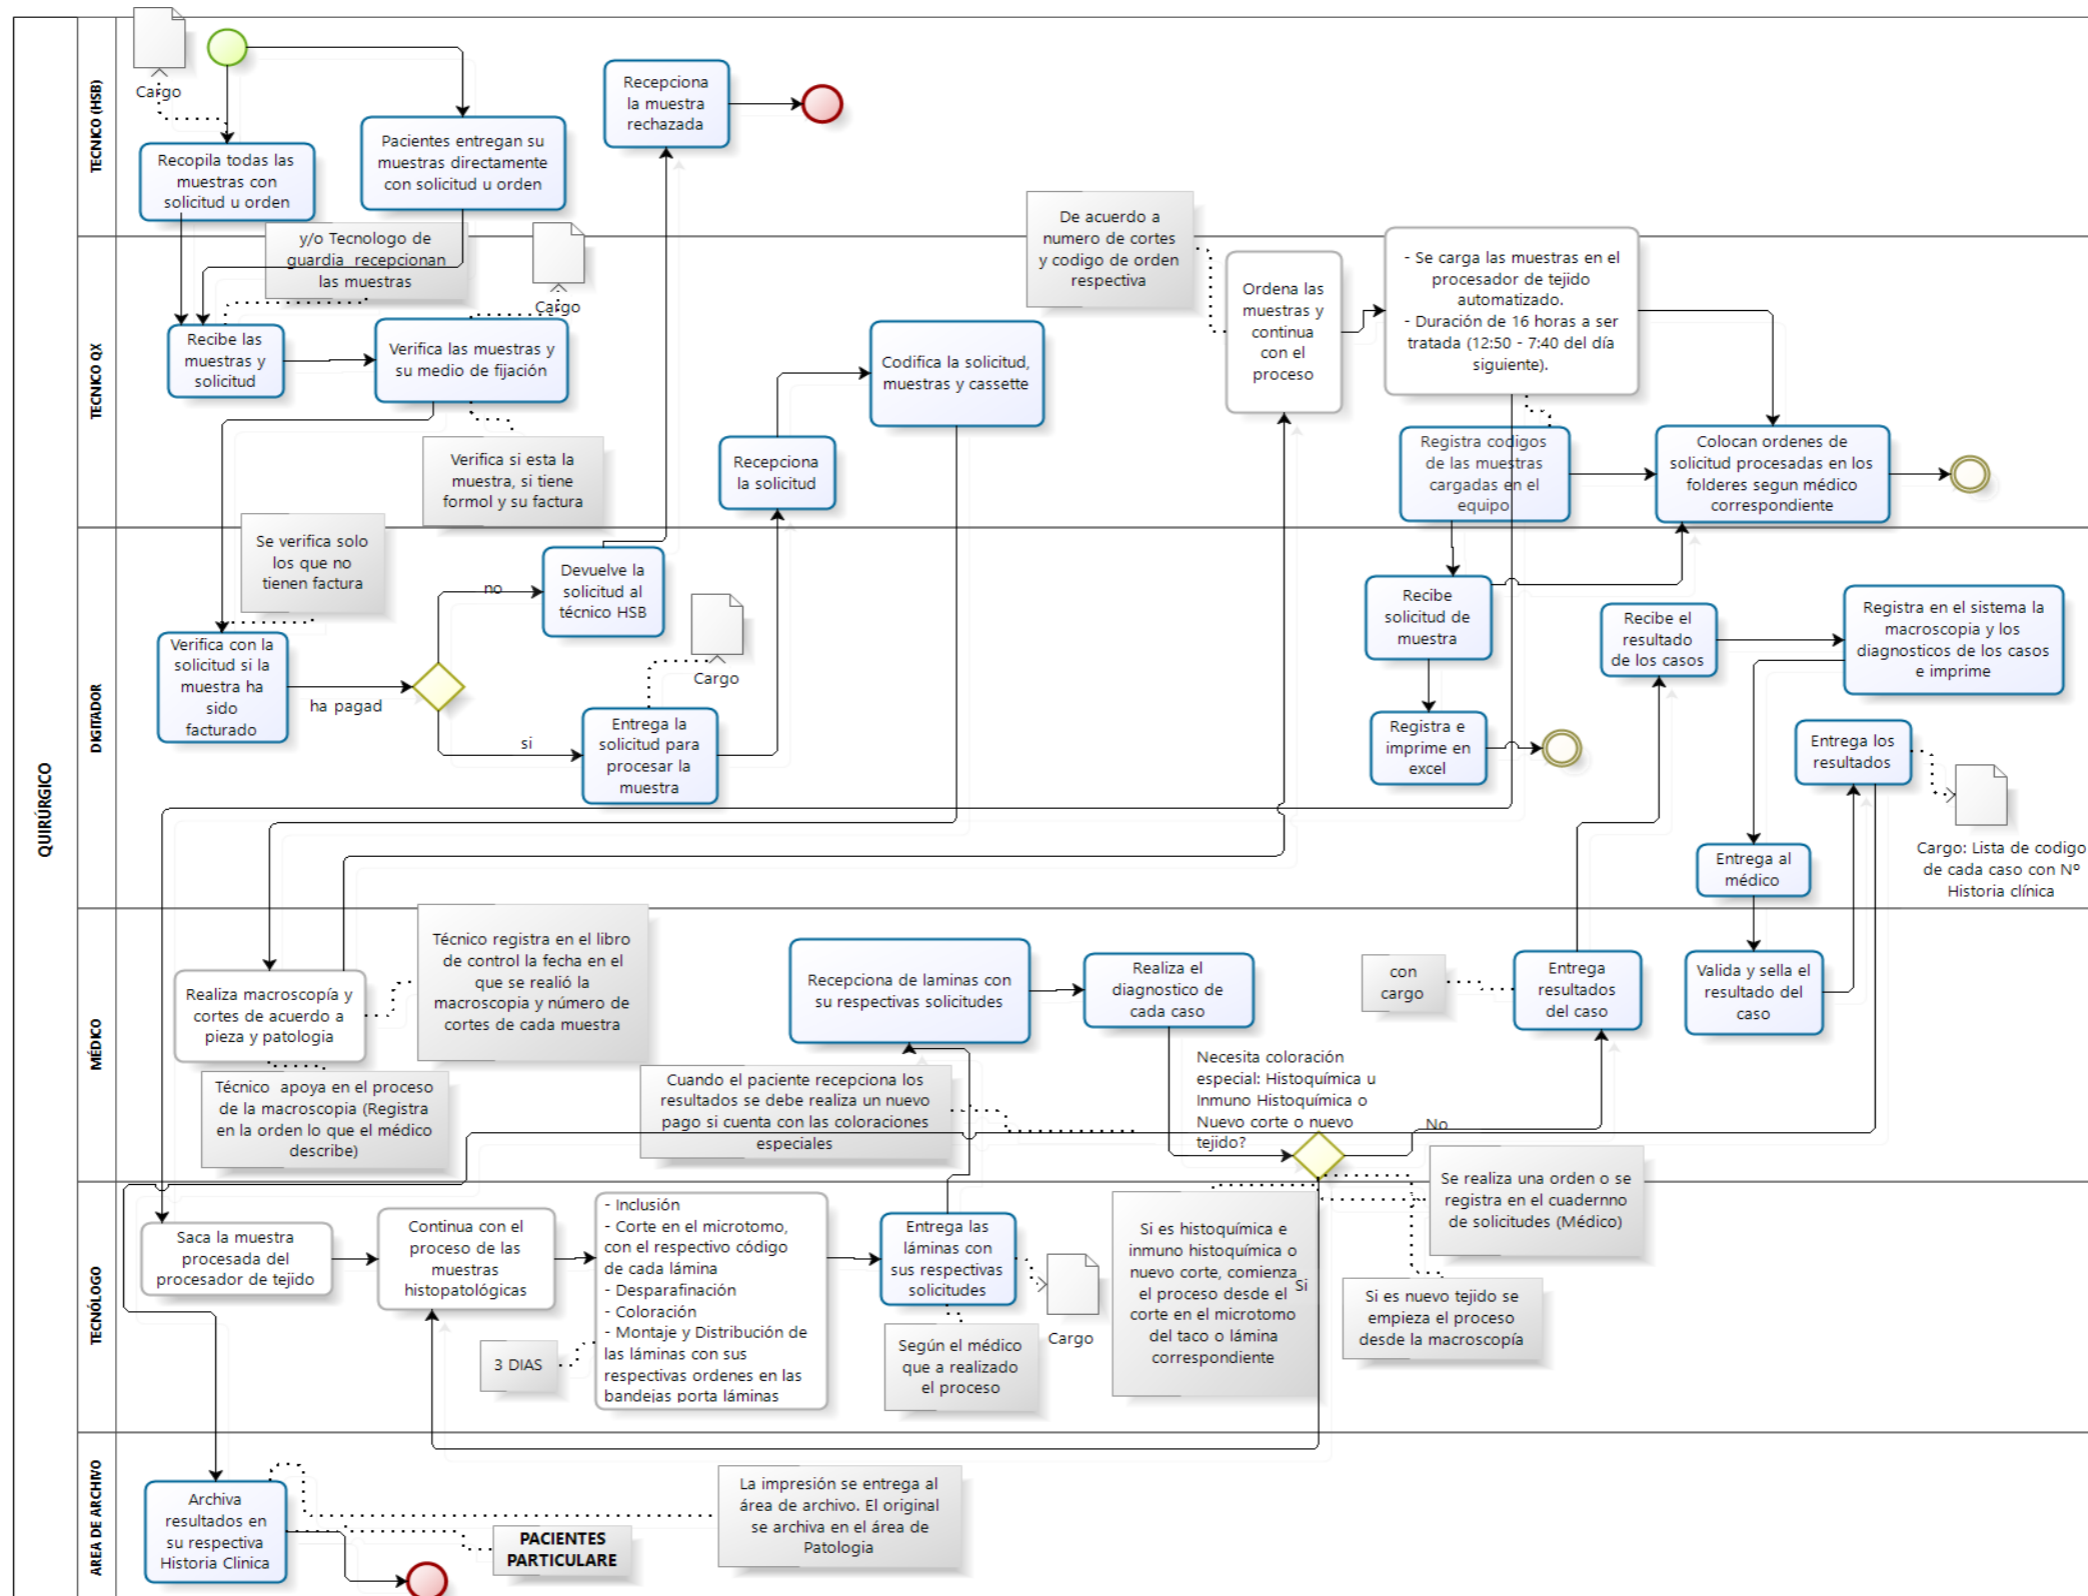 QUIRÚRGICO
TECNICO (HSB)
Cargo
Recopila todas las
muestras con
solicitud u orden
Pacientes entregan su
muestras directamente
con solicitud u orden
Recepciona
la muestra
rechazada
TECNICO QX
y/o Tecnologo de
guardia recepcionan
las muestras
Cargo
Recibe las
muestras y
solicitud
Verifica las muestras y
su medio de fijación
Verifica si esta la
muestra, si tiene
formol y su factura
Recepciona
la solicitud
Codifica la solicitud,
muestras y cassette
De acuerdo a
numero de cortes
y codigo de orden
respectiva
Ordena las
muestras y
continua
con el
proceso
- Se carga las muestras en el
procesador de tejido
automatizado.
- Duración de 16 horas a ser
tratada (12:50 - 7:40 del día
siguiente).
Registra codigos
de las muestras
cargadas en el
equipo
Colocan ordenes de
solicitud procesadas en los
folderes segun médico
correspondiente
DIGITADOR
Se verifica solo
los que no
tienen factura
Verifica con la
solicitud si la
muestra ha
sido
facturado
ha pagad
no
si
Devuelve la
solicitud al
técnico HSB
Cargo
Entrega la
solicitud para
procesar la
muestra
Recibe
solicitud de
muestra
Registra e
imprime en
excel
Recibe el
resultado
de los casos
Registra en el sistema la
macroscopia y los
diagnosticos de los casos
e imprime
Entrega los
resultados
Cargo: Lista de codigo
de cada caso con Nº
Historia clínica
Entrega al
médico
MÉDICO
Realiza macroscopía y
cortes de acuerdo a
pieza y patologia
Técnico registra en el libro
de control la fecha en el
que se realió la
macroscopia y número de
cortes de cada muestra
Técnico apoya en el proceso
de la macroscopia (Registra
en la orden lo que el médico
describe)
Recepciona de laminas con
su respectivas solicitudes
Cuando el paciente recepciona los
resultados se debe realiza un nuevo
pago si cuenta con las coloraciones
especiales
Realiza el
diagnostico de
cada caso
Necesita coloración
especial: Histoquímica u
Inmuno Histoquímica o
Nuevo corte o nuevo
tejido?
No
con
cargo
Entrega
resultados
del caso
Valida y sella el
resultado del
caso
Se realiza una orden o se
registra en el cuadernno
de solicitudes (Médico)
TECNÓLOGO
Saca la muestra
procesada del
procesador de tejido
Continua con el
proceso de las
muestras
histopatológicas
- Inclusión
- Corte en el microtomo,
con el respectivo código
de cada lámina
- Desparafinación
- Coloración
- Montaje y Distribución de
las láminas con sus
respectivas ordenes en las
bandejas porta láminas
3 DIAS
Entrega las
láminas con
sus respectivas
solicitudes
Cargo
Según el médico
que a realizado
el proceso
Si es histoquímica e
inmuno histoquímica o
nuevo corte, comienza
el proceso desde el
corte en el microtomo
del taco o lámina
correspondiente
Si
Si es nuevo tejido se
empieza el proceso
desde la macroscopía
AREA DE ARCHIVO
Archiva
resultados en
su respectiva
Historia Clinica
PACIENTES
PARTICULARE
La impresión se entrega al
área de archivo. El original
se archiva en el área de
Patologia